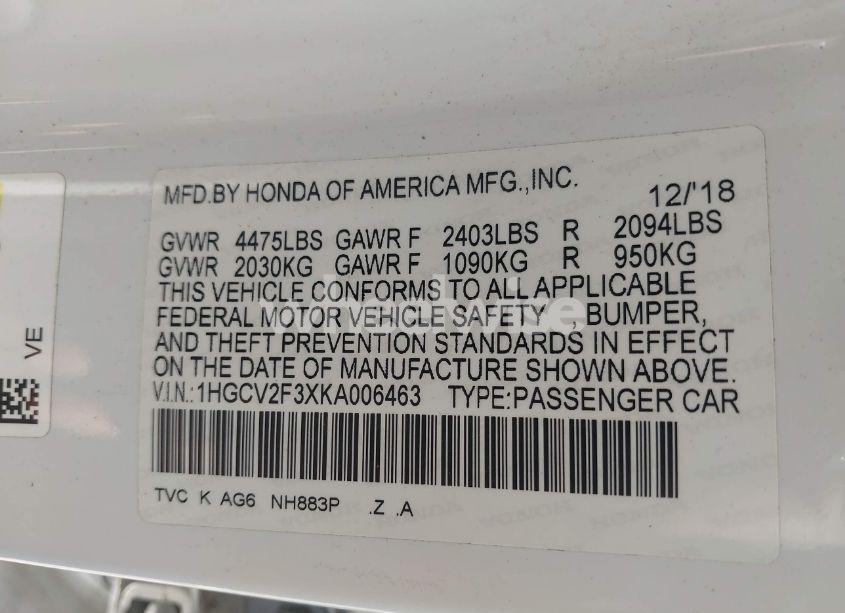 MFD.BY HONDA OF AMERICA MFG.,INC. 12/'18
GVWR 4475LBS GAWR F 2403LBS R 2094LBS
GVWR 2030KG GAWR F 1090KG R 950KG
THIS VEHICLE CONFORMS TO ALL APPLICABLE
FEDERAL MOTOR VEHICLE SAFETY BUMPER,
AND THEFT PREVENTION STANDARDS IN EFFECT
ON THE DATE OF MANUFACTURE SHOWN ABOVE.
V.I.N.:1HGCV2F3XKA006463 TYPE:PASSENGER CAR
TVC K AG6 NH883P .Z .A
VE